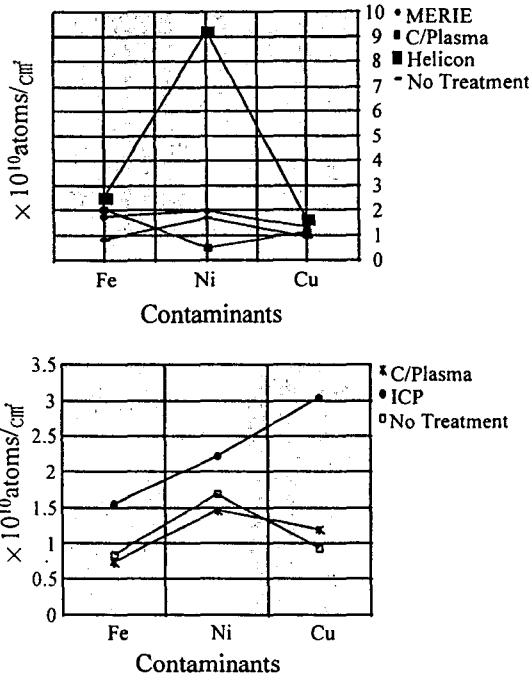 10
9
8
7
6
5
4
3
2
1
0
× 10¹⁰atoms/cm²
• MERIE
▪ C/Plasma
■ Helicon
- No Treatment
Fe Ni Cu
Contaminants
3.5
3
2.5
2
1.5
1
0.5
0
× 10¹⁰atoms/cm²
C/Plasma
ICP
No Treatment
Fe Ni Cu
Contaminants